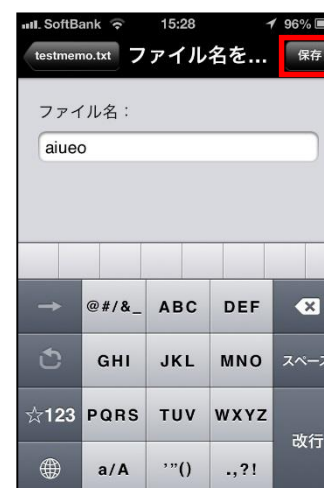 SoftBank 15:28 96%
testmemo.txt ファイル名を... 保存
ファイル名：
aiueo
→ @#/&_ ABC DEF
GHI JKL MNO スペース
☆123 PQRS TUV WXYZ
改行
a/A '"() .,?!